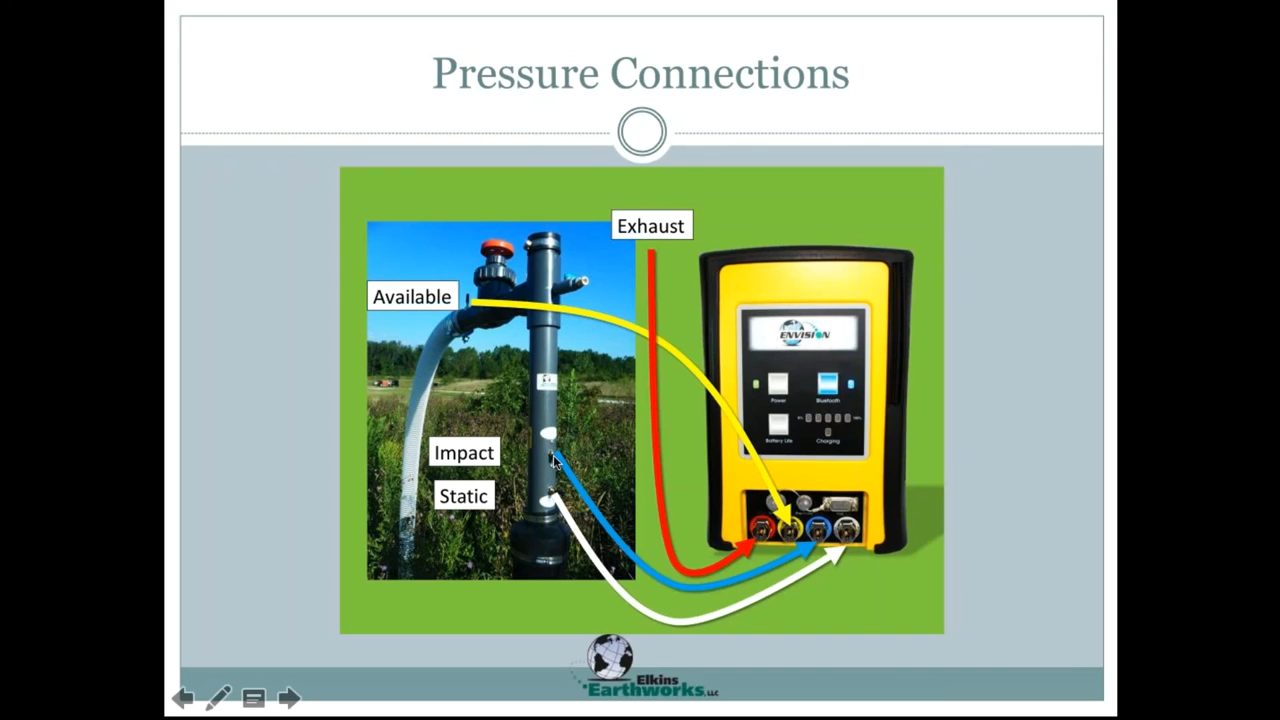 Pressure Connections
Exhaust
Available
Impact
Static
ENVISION
Power
Bluetooth
Battery Life
Charging
Elkins
Earthworks, LLC